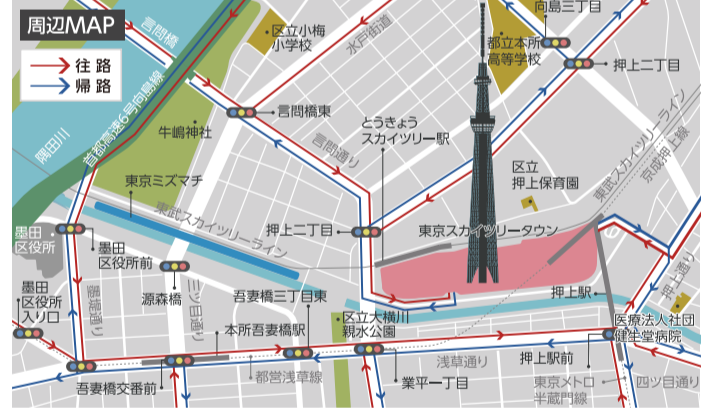 周辺MAP
往路
帰路
言問橋
首都高速6号向島線
隅田川
区立小梅
小学校
水戸街道
向島三丁目
都立本所
高等学校
押上二丁目
言問橋東
牛嶋神社
とうきょう
スカイツリー駅
言問通り
東武スカイツリーライン
京成押上線
区立
押上保育園
東京ミズマチ
東武スカイツリーライン
押上二丁目
東京スカイツリータウン
墨田
区役所
墨田
区役所前
源森橋
三ツ目通り
墨堤通り
墨田
区役所
入り口
吾妻橋三丁目東
区立大横川
親水公園
本所吾妻橋駅
押上駅
押上通り
医療法人社団
健生堂病院
押上駅前
浅草通り
業平一丁目
都営浅草線
吾妻橋交番前
東京メトロ
半蔵門線
四ツ目通り